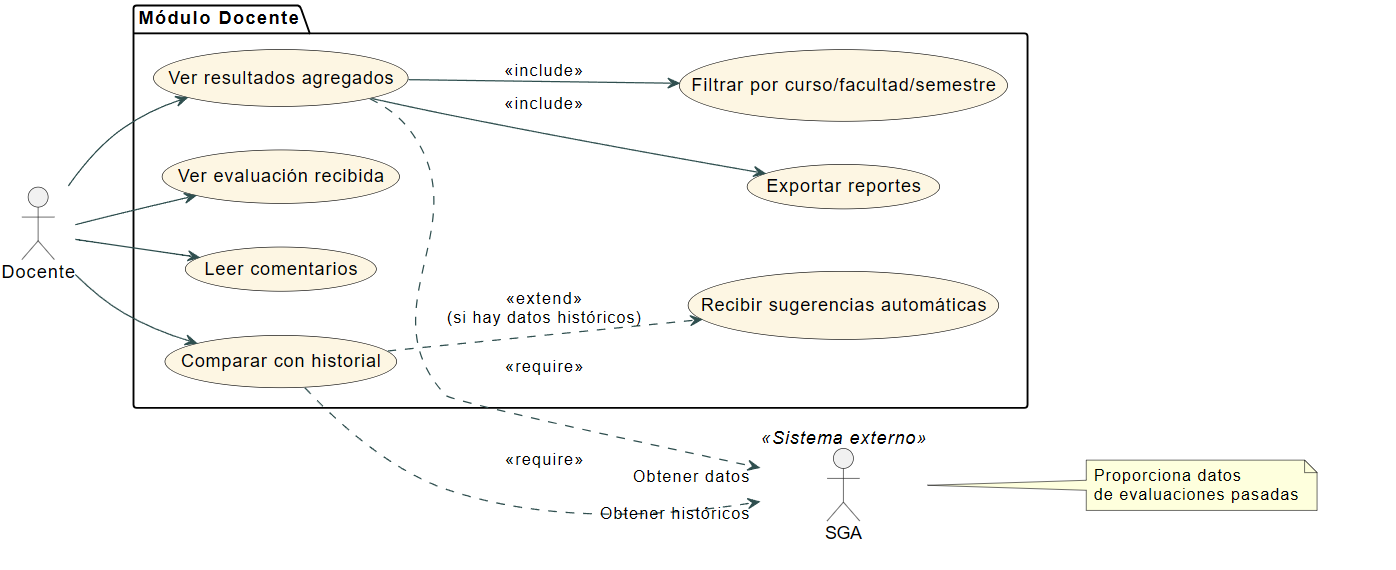 Módulo Docente
Ver resultados agregados
«include»
Filtrar por curso/facultad/semestre
«include»
Ver evaluación recibida
Exportar reportes
Docente
Leer comentarios
«extend»
(si hay datos históricos)
Recibir sugerencias automáticas
Comparar con historial
«require»
«Sistema externo»
«require»
Obtener datos
Obtener históricos
SGA
Proporciona datos
de evaluaciones pasadas